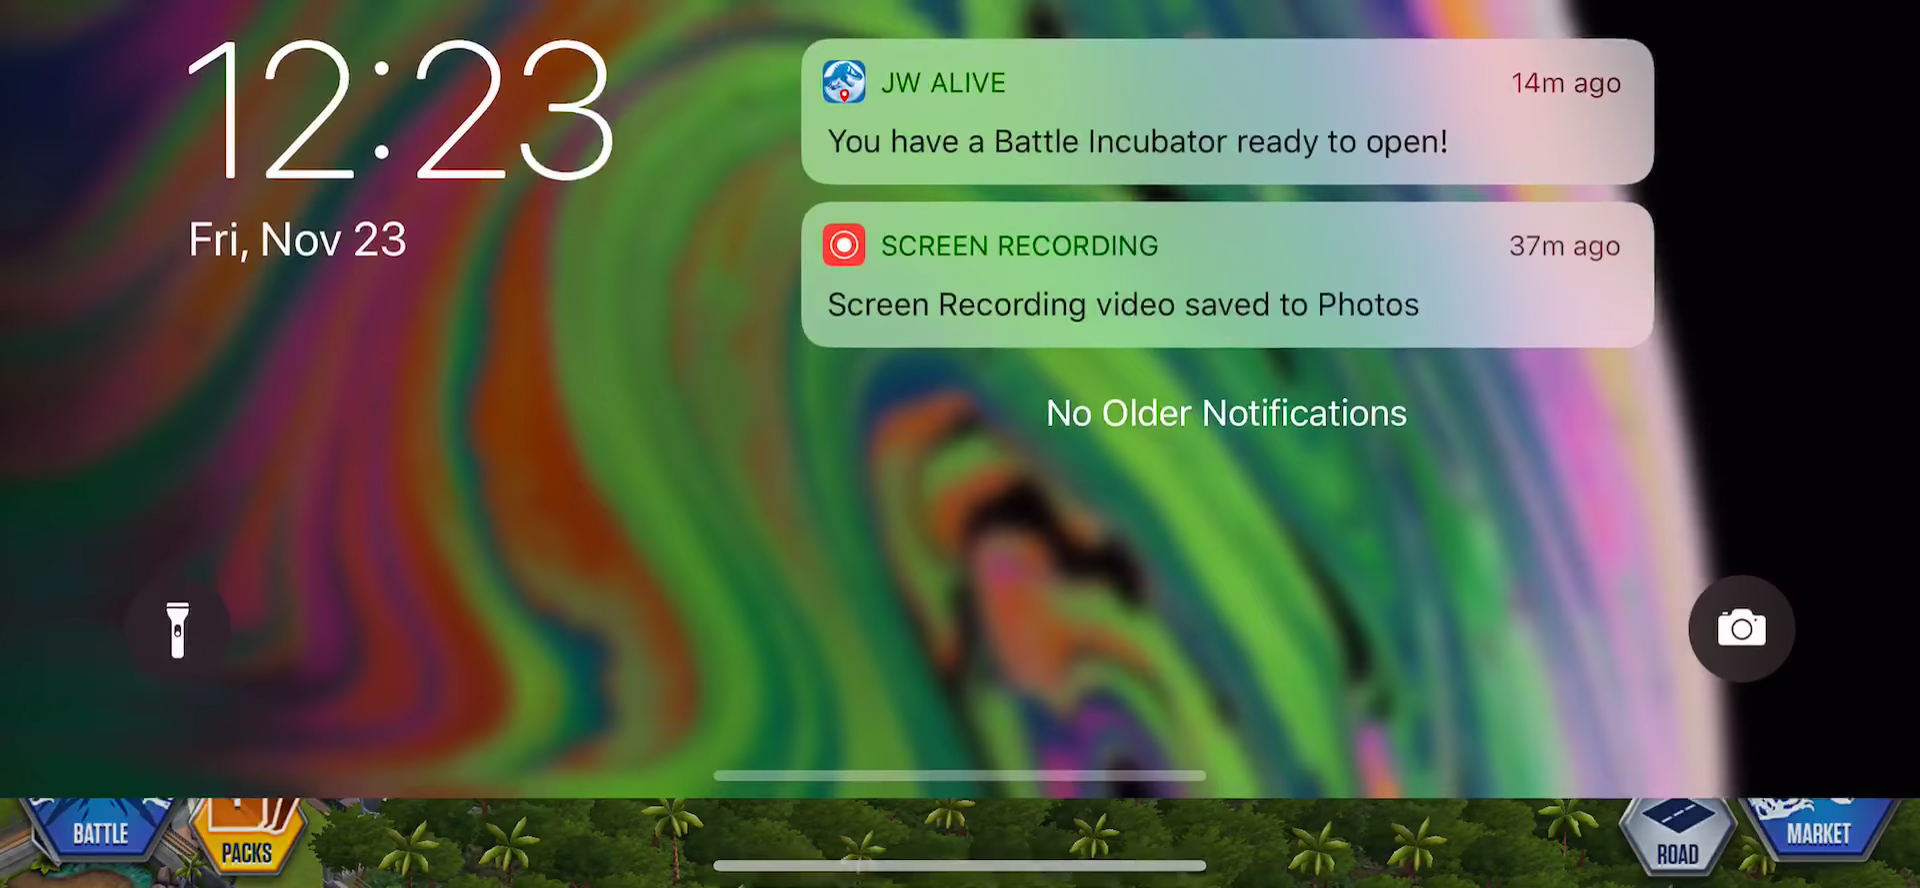 12:23
Fri, Nov 23
JW ALIVE
14m ago
You have a Battle Incubator ready to open!
SCREEN RECORDING
37m ago
Screen Recording video saved to Photos
No Older Notifications
BATTLE
PACKS
ROAD
MARKET